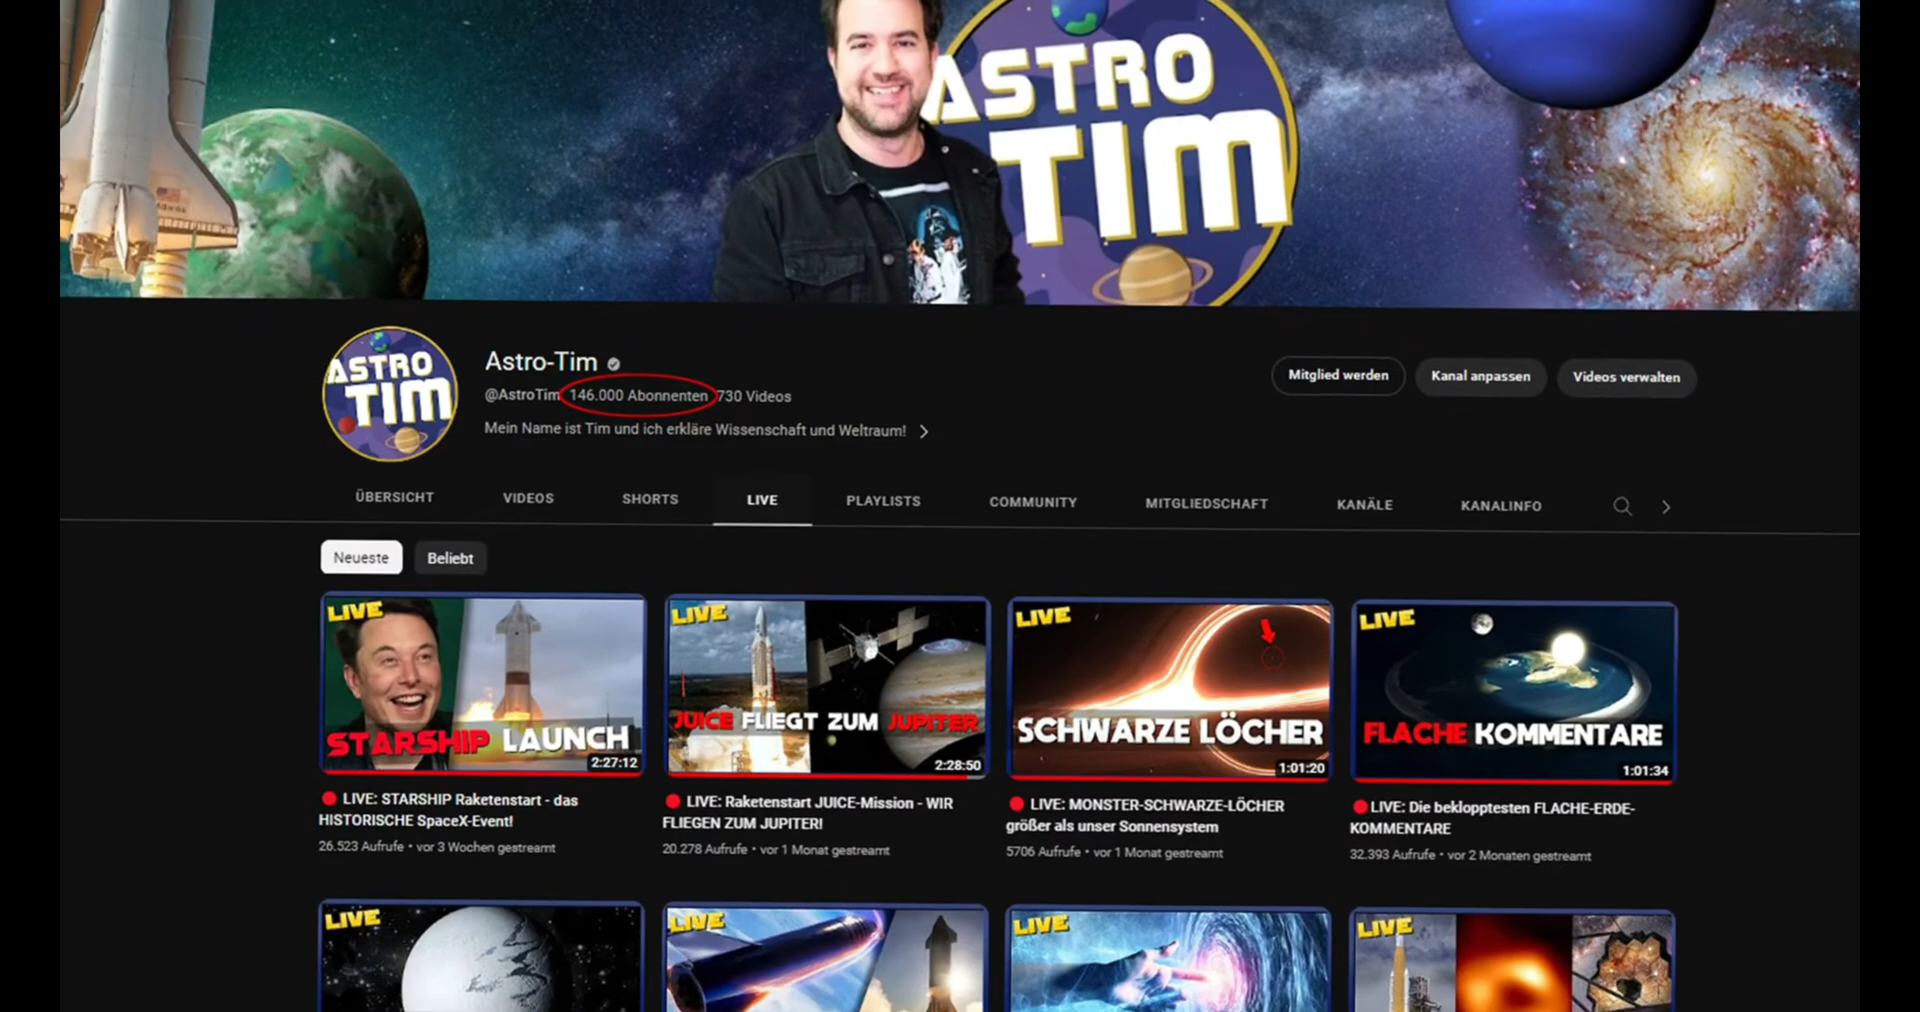 ASTRO
TIM
ASTRO
TIM
Astro-Tim
@AstroTim 146.000 Abonnenten 730 Videos
Mein Name ist Tim und ich erkläre Wissenschaft und Weltraum!
Mitglied werden
Kanal anpassen
Videos verwalten
ÜBERSICHT VIDEOS SHORTS LIVE PLAYLISTS COMMUNITY MITGLIEDSCHAFT KANÄLE KANALINFO
Neueste Beliebt
LIVE
STARSHIP LAUNCH
2:27:12
LIVE: STARSHIP Raketenstart - das
HISTORISCHE SpaceX-Event!
26.523 Aufrufe • vor 3 Wochen gestreamt
LIVE
JUICE FLIEGT ZUM JUPITER
2:28:50
LIVE: Raketenstart JUICE-Mission - WIR
FLIEGEN ZUM JUPITER!
20.278 Aufrufe • vor 1 Monat gestreamt
LIVE
SCHWARZE LÖCHER
1:01:20
LIVE: MONSTER-SCHWARZE-LÖCHER
größer als unser Sonnensystem
5706 Aufrufe • vor 1 Monat gestreamt
LIVE
FLACHE KOMMENTARE
1:01:34
LIVE: Die beklopptesten FLACHE-ERDE-
KOMMENTARE
32.393 Aufrufe • vor 2 Monaten gestreamt
LIVE
LIVE
LIVE
LIVE